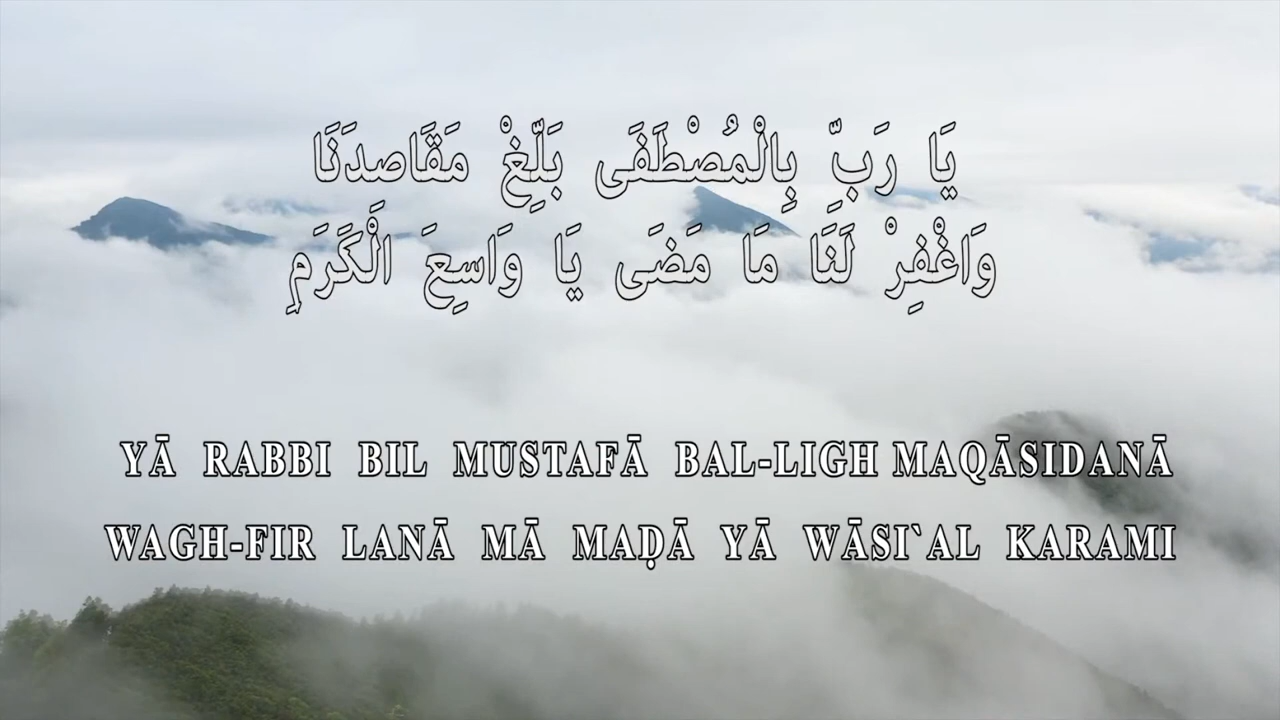 يَا رَبِّ بِالْمُصْطَفَى بَلِّغْ مَقَاصِدَنَا
وَاغْفِرْ لَنَا مَا مَضَى يَا وَاسِعَ الْكَرَمِ
YĀ RABBI BIL MUSTAFĀ BAL-LIGH MAQĀSIDANĀ
WAGH-FIR LANĀ MĀ MAḌĀ YĀ WĀSI`AL KARAMI